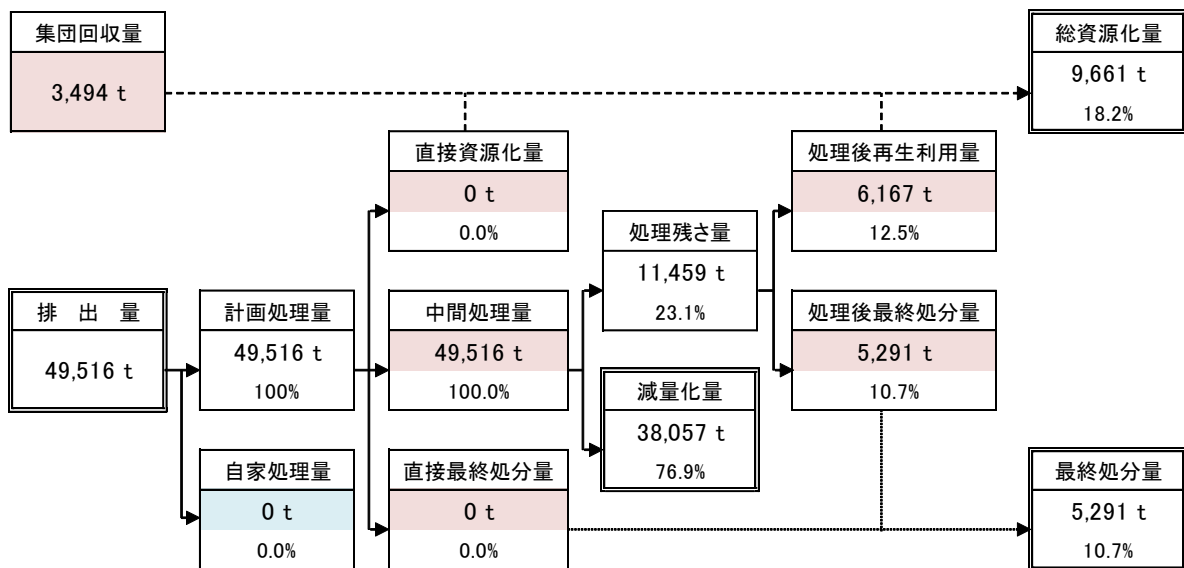 集団回収量
3,494 t
総資源化量
9,661 t
18.2%
直接資源化量
0 t
0.0%
処理後再生利用量
6,167 t
12.5%
処理残さ量
11,459 t
23.1%
排 出 量
49,516 t
計画処理量
49,516 t
100%
中間処理量
49,516 t
100.0%
処理後最終処分量
5,291 t
10.7%
減量化量
38,057 t
76.9%
自家処理量
0 t
0.0%
直接最終処分量
0 t
0.0%
最終処分量
5,291 t
10.7%